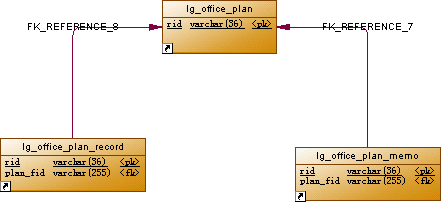 lg_office_plan
rid varchar(36) <pk>
FK_REFERENCE_8
FK_REFERENCE_7
lg_office_plan_record
rid varchar(36) <pk>
plan_fid varchar(255) <fk>
lg_office_plan_memo
rid varchar(36) <pk>
plan_fid varchar(255) <fk>